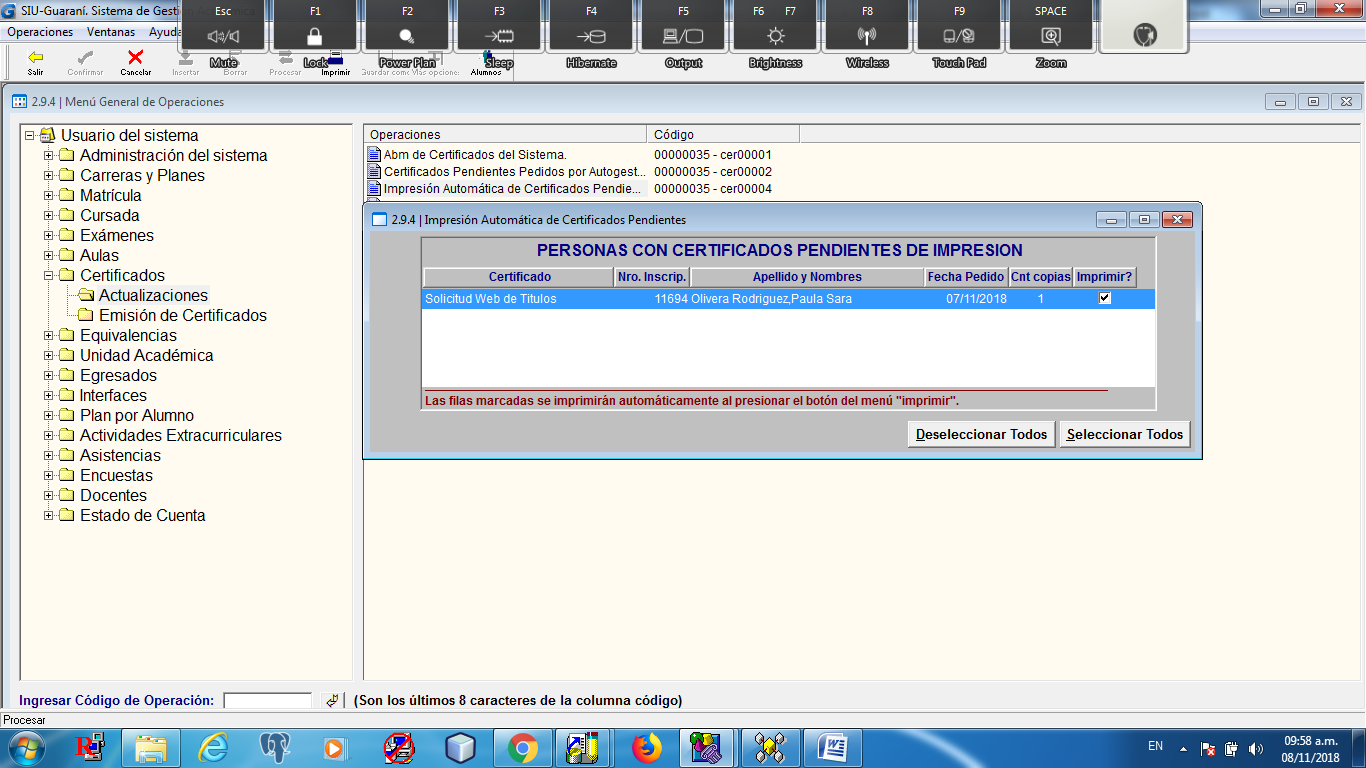 SIU-Guaraní. Sistema de Gestión Académica
Esc F1 F2 F3 F4 F5 F6 F7 F8 F9 SPACE
Operaciones Ventanas Ayuda
Mute Lock Power Plan Sleep Hibernate Output Brightness Wireless Touch Pad Zoom
Salir Confirmar Cancelar Insertar Borrar Procesar Imprimir Guardar como Más opciones Alumnos
2.9.4 | Menú General de Operaciones
Usuario del sistema
Administración del sistema
Carreras y Planes
Matrícula
Cursada
Exámenes
Aulas
Certificados
Actualizaciones
Emisión de Certificados
Equivalencias
Unidad Académica
Egresados
Interfaces
Plan por Alumno
Actividades Extracurriculares
Asistencias
Encuestas
Docentes
Estado de Cuenta
Operaciones Código
Abm de Certificados del Sistema. 00000035 - cer00001
Certificados Pendientes Pedidos por Autogest... 00000035 - cer00002
Impresión Automática de Certificados Pendie... 00000035 - cer00004
2.9.4 | Impresión Automática de Certificados Pendientes
PERSONAS CON CERTIFICADOS PENDIENTES DE IMPRESION
Certificado Nro. Inscrip. Apellido y Nombres Fecha Pedido Cnt copias Imprimir?
Solicitud Web de Titulos 11694 Olivera Rodriguez,Paula Sara 07/11/2018 1
Las filas marcadas se imprimirán automáticamente al presionar el botón del menú "imprimir".
Deseleccionar Todos Seleccionar Todos
Ingresar Código de Operación: (Son los últimos 8 caracteres de la columna código)
Procesar
EN 09:58 a.m.
08/11/2018